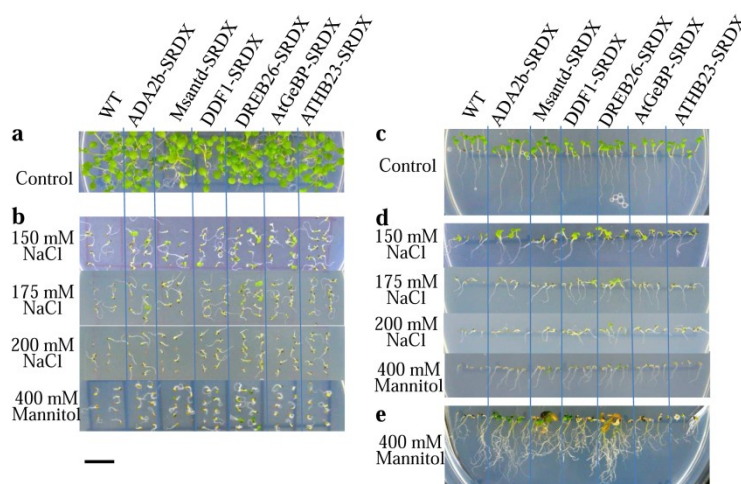 WT
ADA2b-SRDX
Msantd-SRDX
DDF1-SRDX
DREB26-SRDX
AtGeBP-SRDX
ATHB23-SRDX
a
Control
b
150 mM
NaCl
175 mM
NaCl
200 mM
NaCl
400 mM
Mannitol
WT
ADA2b-SRDX
Msantd-SRDX
DDF1-SRDX
DREB26-SRDX
AtGeBP-SRDX
ATHB23-SRDX
c
Control
d
150 mM
NaCl
175 mM
NaCl
200 mM
NaCl
400 mM
Mannitol
e
400 mM
Mannitol